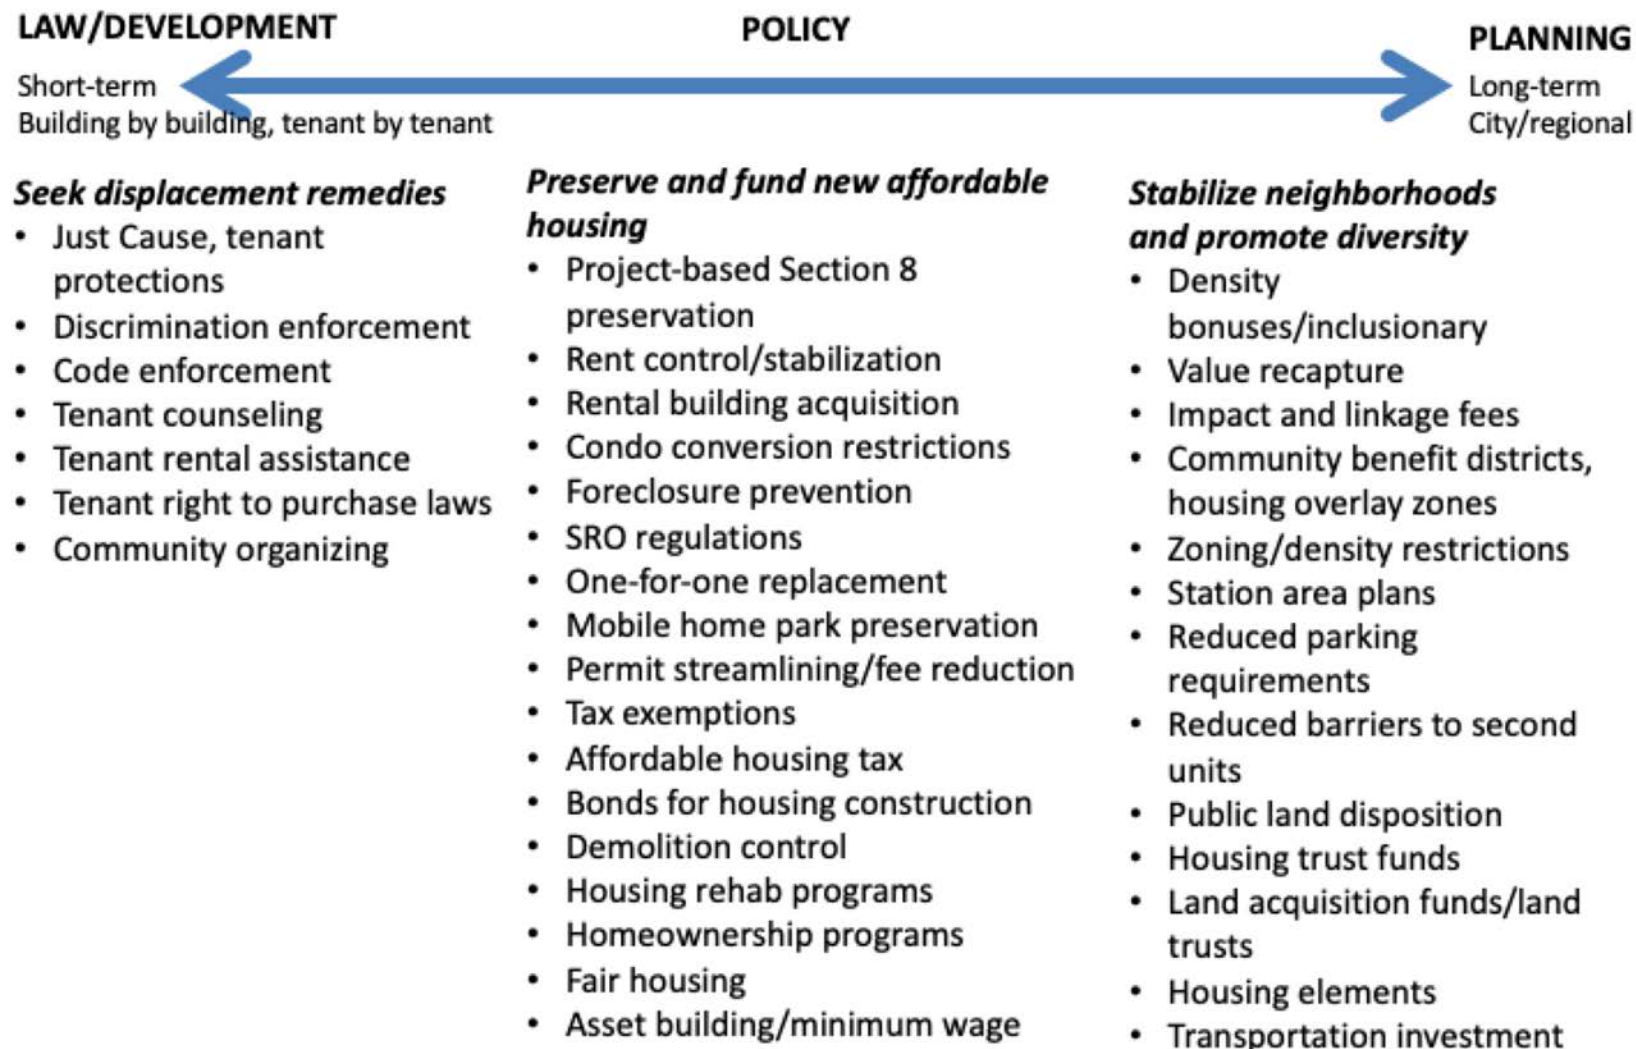 LAW/DEVELOPMENT
Short-term
Building by building, tenant by tenant
POLICY
PLANNING
Long-term
City/regional
Seek displacement remedies
• Just Cause, tenant
protections
• Discrimination enforcement
• Code enforcement
• Tenant counseling
• Tenant rental assistance
• Tenant right to purchase laws
• Community organizing
Preserve and fund new affordable
housing
• Project-based Section 8
preservation
• Rent control/stabilization
• Rental building acquisition
• Condo conversion restrictions
• Foreclosure prevention
• SRO regulations
• One-for-one replacement
• Mobile home park preservation
• Permit streamlining/fee reduction
• Tax exemptions
• Affordable housing tax
• Bonds for housing construction
• Demolition control
• Housing rehab programs
• Homeownership programs
• Fair housing
• Asset building/minimum wage
Stabilize neighborhoods
and promote diversity
• Density
bonuses/inclusionary
• Value recapture
• Impact and linkage fees
• Community benefit districts,
housing overlay zones
• Zoning/density restrictions
• Station area plans
• Reduced parking
requirements
• Reduced barriers to second
units
• Public land disposition
• Housing trust funds
• Land acquisition funds/land
trusts
• Housing elements
• Transportation investment